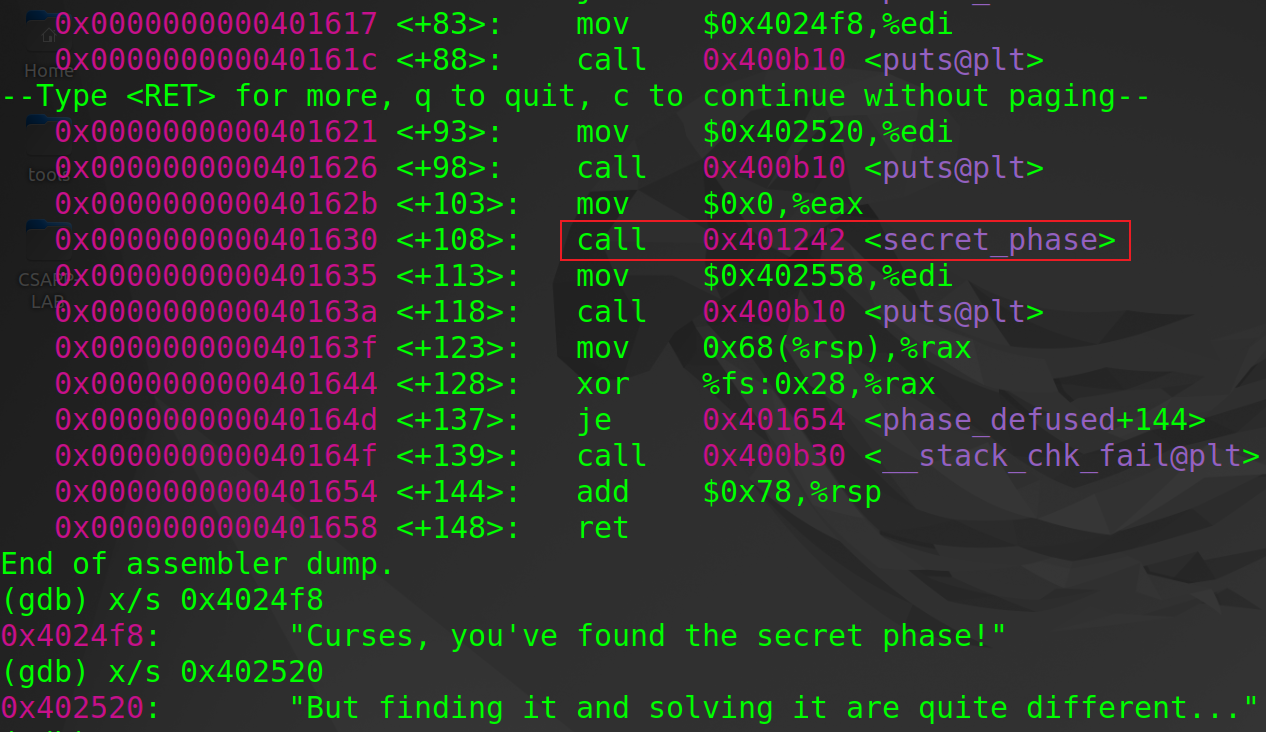 0x0000000000401617 <+83>: mov $0x4024f8,%edi
0x000000000040161c <+88>: call 0x400b10 <puts@plt>
Home
--Type <RET> for more, q to quit, c to continue without paging--
0x0000000000401621 <+93>: mov $0x402520,%edi
0x0000000000401626 <+98>: call 0x400b10 <puts@plt>
tools
0x000000000040162b <+103>: mov $0x0,%eax
0x0000000000401630 <+108>: call 0x401242 <secret_phase>
0x0000000000401635 <+113>: mov $0x402558,%edi
LAB
0x000000000040163a <+118>: call 0x400b10 <puts@plt>
0x000000000040163f <+123>: mov 0x68(%rsp),%rax
0x0000000000401644 <+128>: xor %fs:0x28,%rax
0x000000000040164d <+137>: je 0x401654 <phase_defused+144>
0x000000000040164f <+139>: call 0x400b30 <__stack_chk_fail@plt>
0x0000000000401654 <+144>: add $0x78,%rsp
0x0000000000401658 <+148>: ret
End of assembler dump.
(gdb) x/s 0x4024f8
0x4024f8: "Curses, you've found the secret phase!"
(gdb) x/s 0x402520
0x402520: "But finding it and solving it are quite different..."